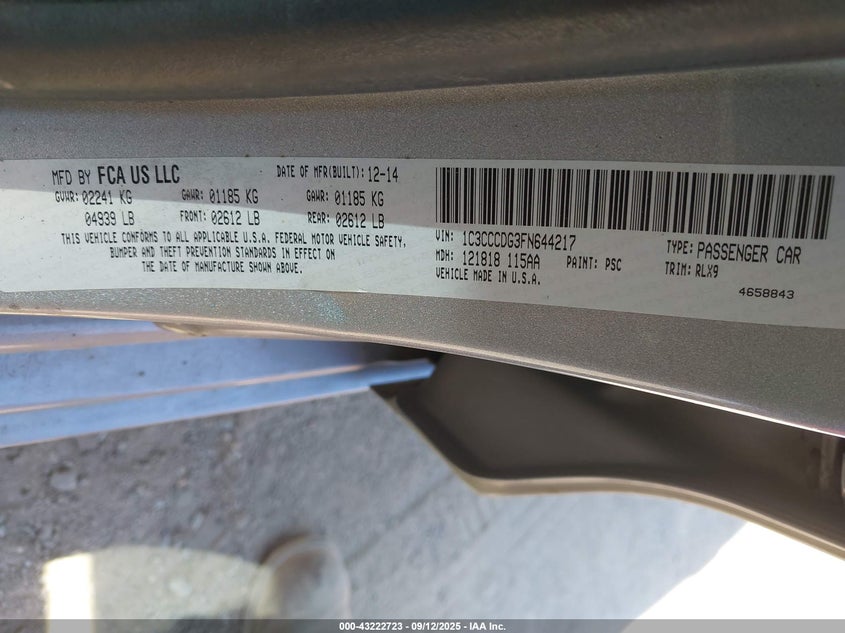 MFD BY FCA US LLC DATE OF MFR(BUILT): 12-14
GVWR: 02241 KG GAWR: 01185 KG GAWR: 01185 KG
04939 LB FRONT: 02612 LB REAR: 02612 LB
THIS VEHICLE CONFORMS TO ALL APPLICABLE U.S.A. FEDERAL MOTOR VEHICLE SAFETY,
BUMPER AND THEFT PREVENTION STANDARDS IN EFFECT ON
THE DATE OF MANUFACTURE SHOWN ABOVE.
VIN: 1C3CCCDG3FN644217 TYPE: PASSENGER CAR
MDH: 121818 115AA PAINT: PSC TRIM: RLX9
VEHICLE MADE IN U.S.A. 4658843
000-43222723 - 09/12/2025 - IAA Inc.